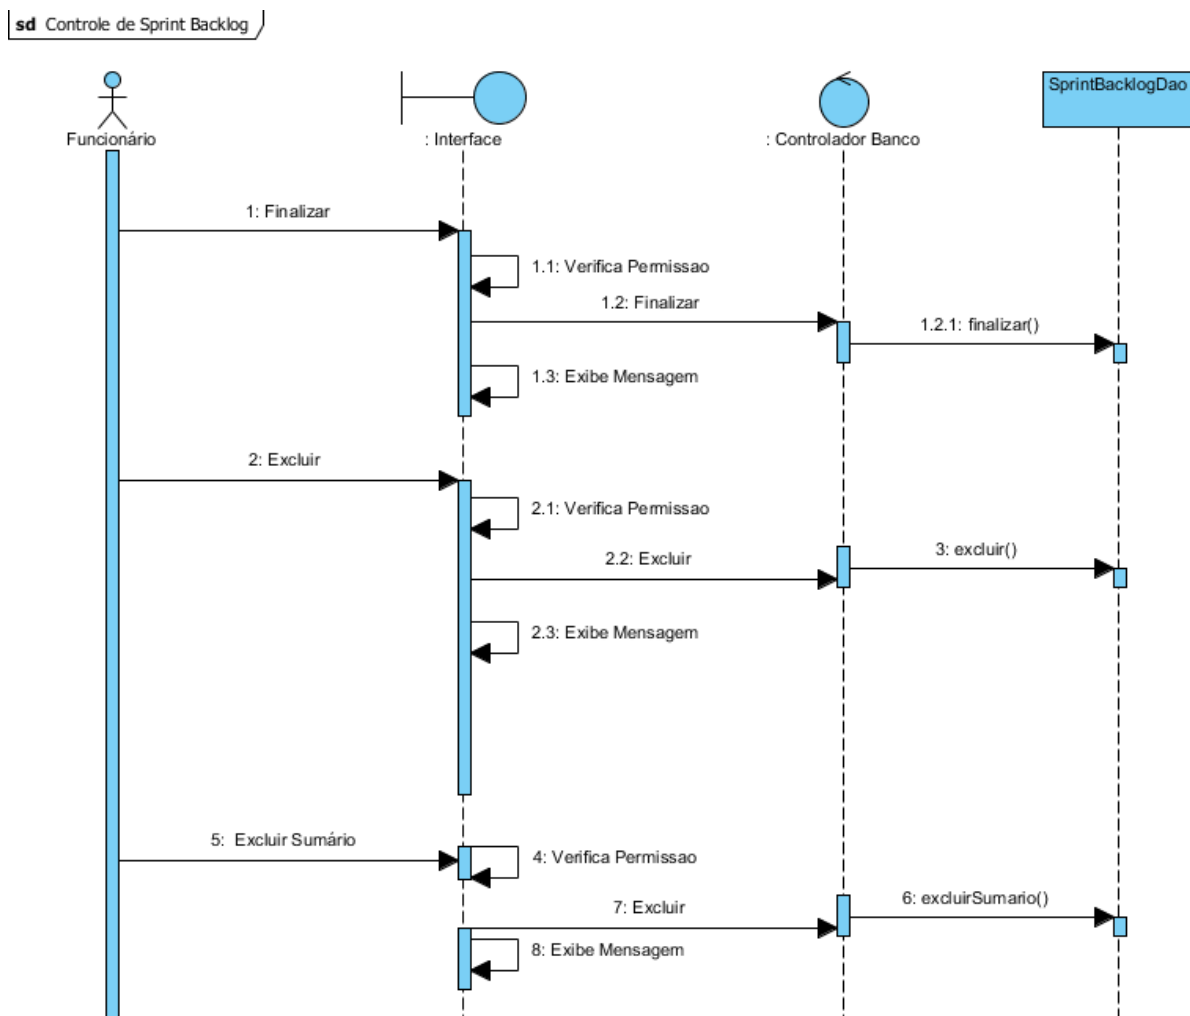 sd Controle de Sprint Backlog
Funcionário
: Interface
: Controlador Banco
SprintBacklogDao
1: Finalizar
1.1: Verifica Permissao
1.2: Finalizar
1.2.1: finalizar()
1.3: Exibe Mensagem
2: Excluir
2.1: Verifica Permissao
2.2: Excluir
3: excluir()
2.3: Exibe Mensagem
5: Excluir Sumário
4: Verifica Permissao
7: Excluir
6: excluirSumario()
8: Exibe Mensagem